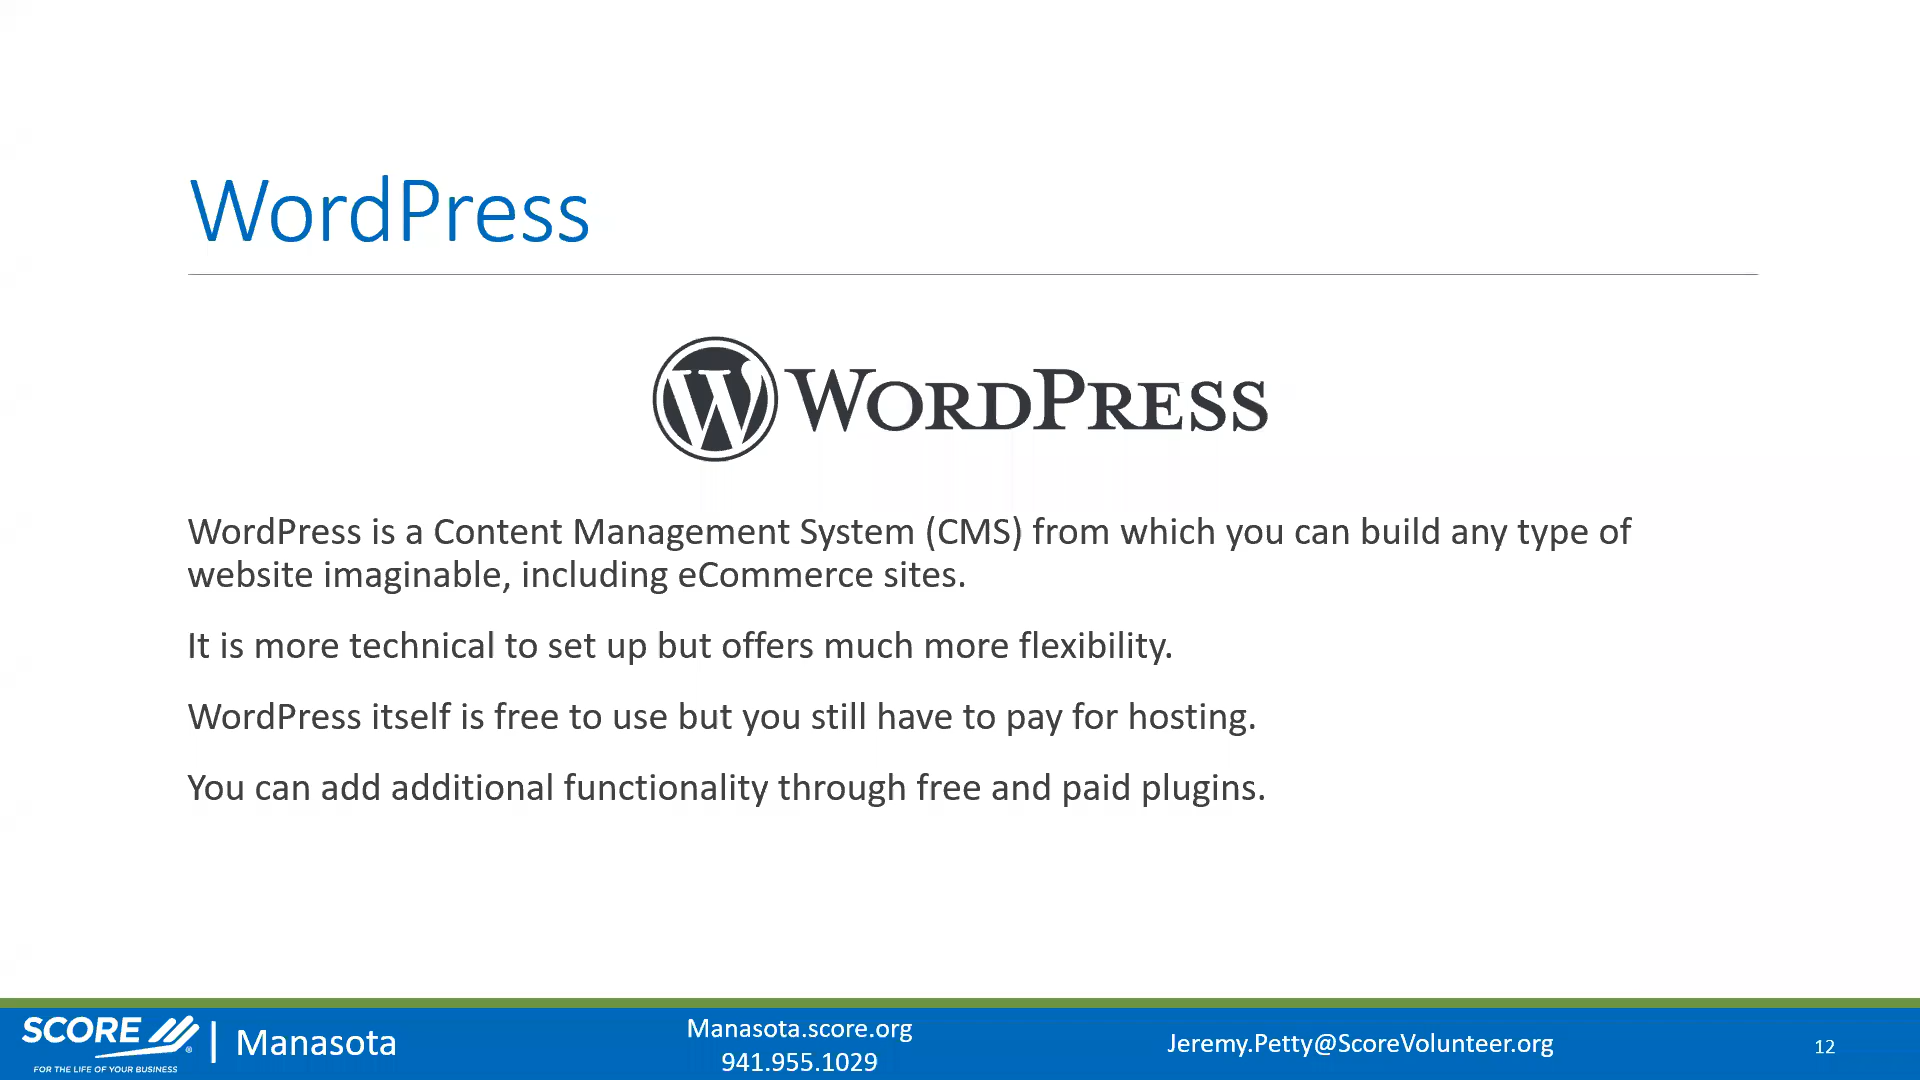 WordPress
WORDPRESS
WordPress is a Content Management System (CMS) from which you can build any type of
website imaginable, including eCommerce sites.
It is more technical to set up but offers much more flexibility.
WordPress itself is free to use but you still have to pay for hosting.
You can add additional functionality through free and paid plugins.
SCORE
FOR THE LIFE OF YOUR BUSINESS
Manasota
Manasota.score.org
941.955.1029
Jeremy.Petty@ScoreVolunteer.org
12